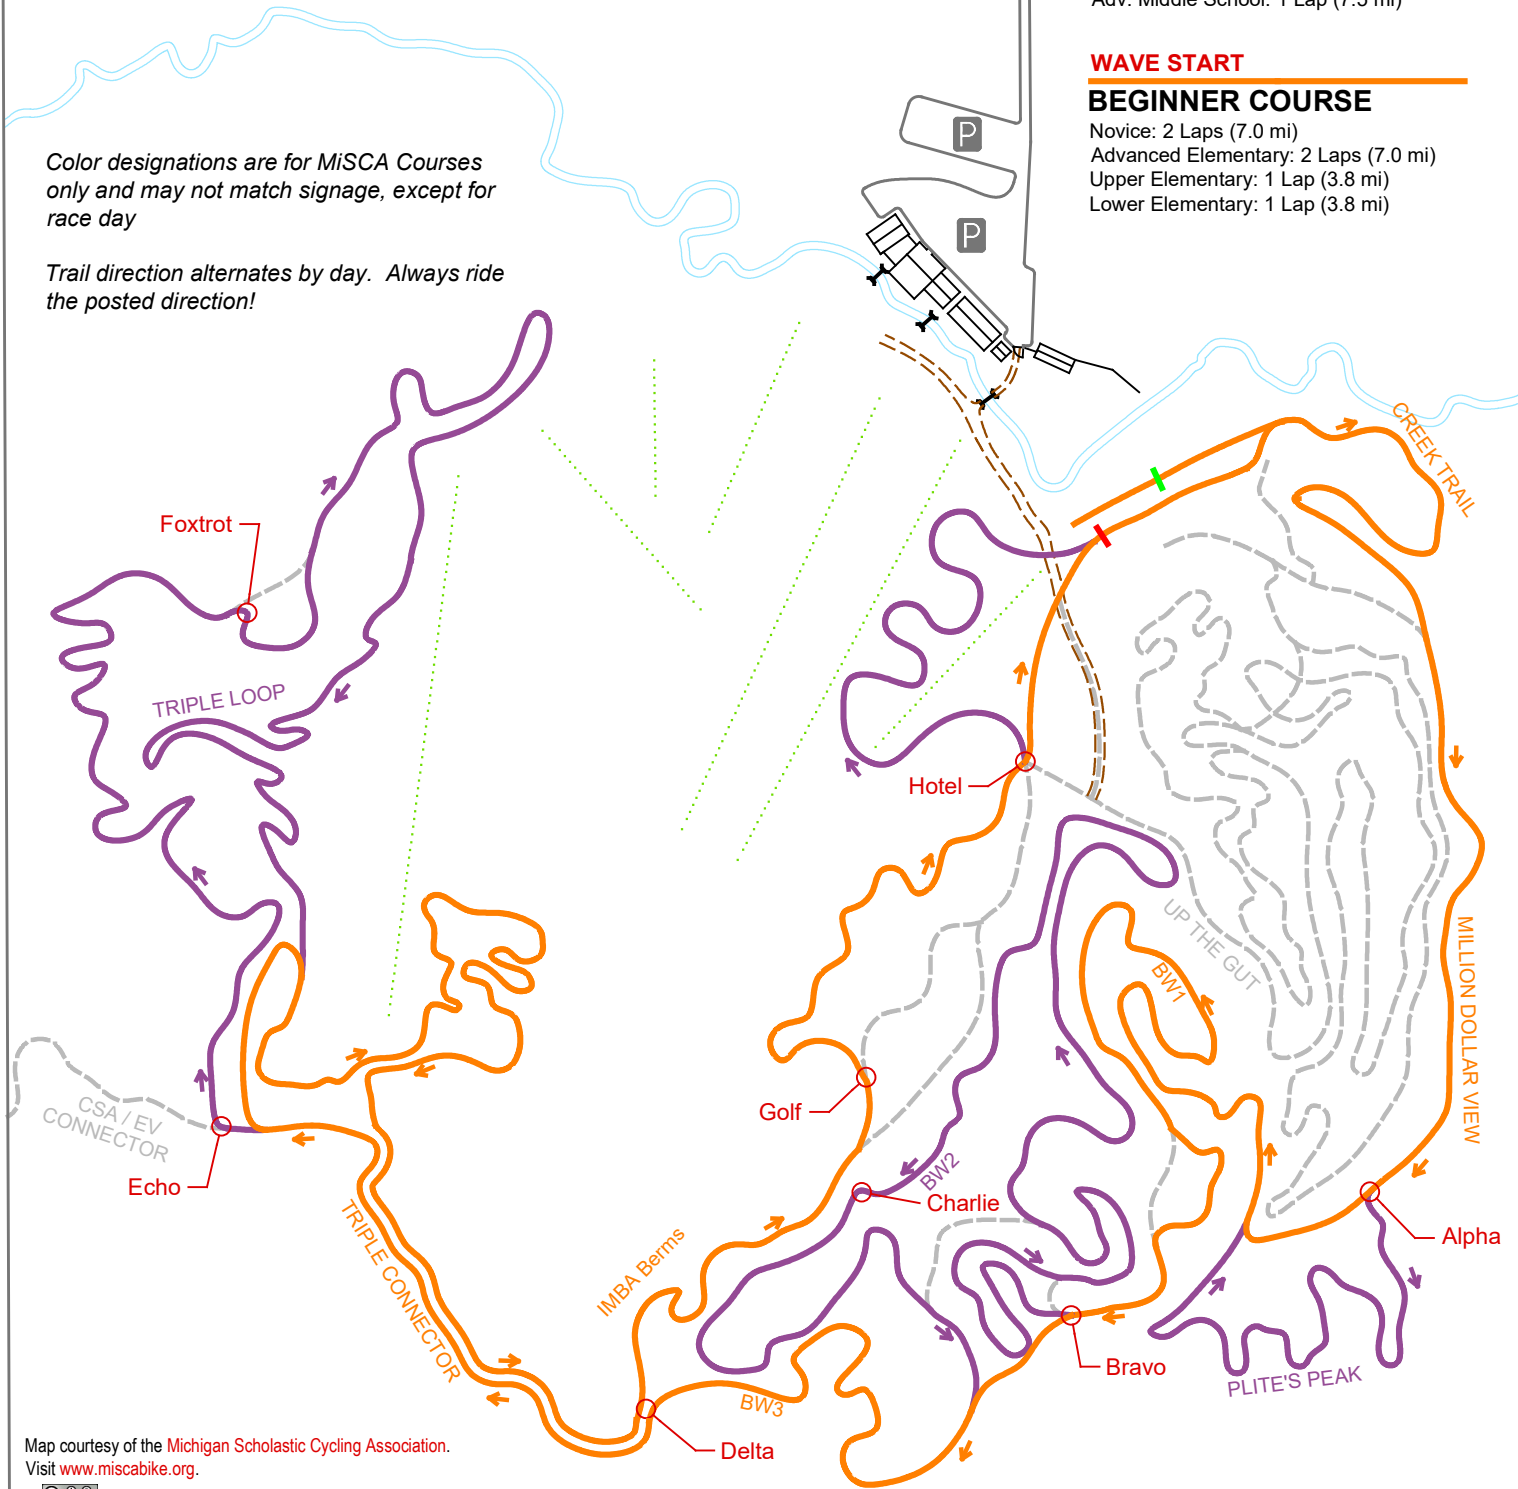 Adv. Middle School: 1 Lap (7.5 mi)
WAVE START
BEGINNER COURSE
Novice: 2 Laps (7.0 mi)
Advanced Elementary: 2 Laps (7.0 mi)
Upper Elementary: 1 Lap (3.8 mi)
Lower Elementary: 1 Lap (3.8 mi)
P
P
Color designations are for MiSCA Courses
only and may not match signage, except for
race day
Trail direction alternates by day. Always ride
the posted direction!
CREEK TRAIL
Foxtrot
TRIPLE LOOP
Hotel
UP THE GUT
BW1
MILLION DOLLAR VIEW
CSA / EV
CONNECTOR
Golf
Echo
BW2
Charlie
Alpha
TRIPLE CONNECTOR
IMBA Berms
Bravo
PLITE'S PEAK
BW3
Delta
Map courtesy of the Michigan Scholastic Cycling Association.
Visit www.miscabike.org.